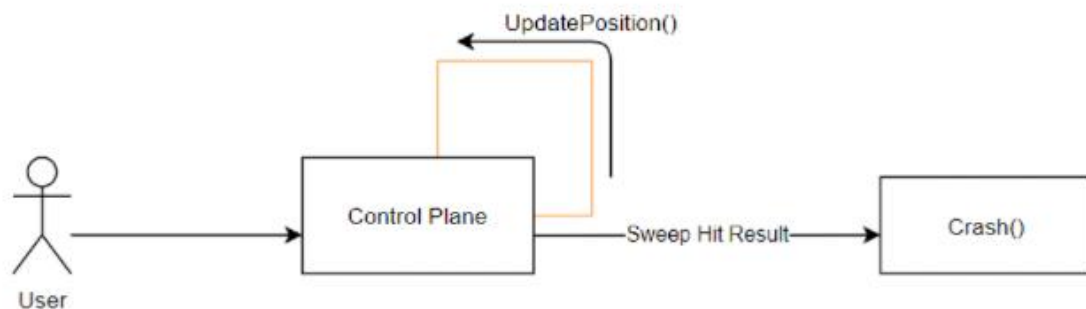 UpdatePosition()
Control Plane
Sweep Hit Result
Crash()
User